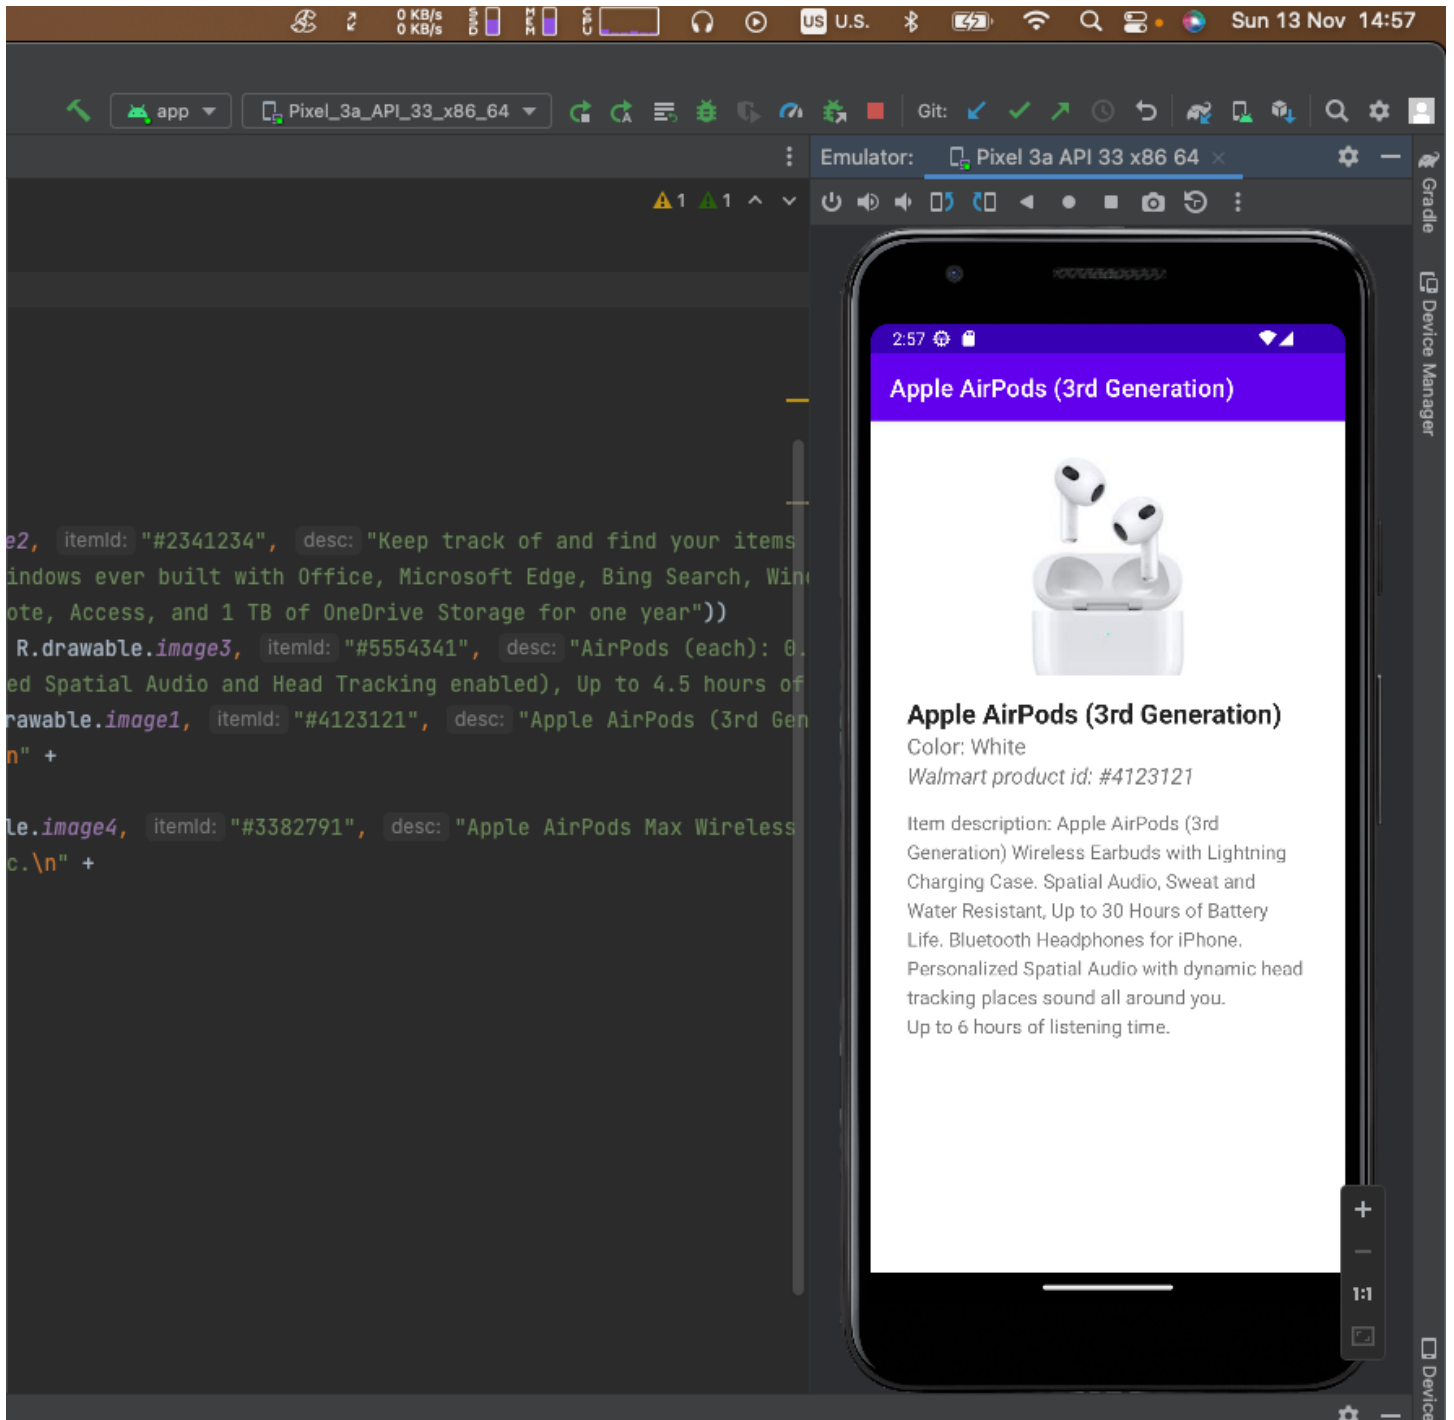 0 KB/s
0 KB/s
SSD
MEM
CPU
US U.S.
Sun 13 Nov 14:57
app
Pixel_3a_API_33_x86_64
Git:
Emulator:
Pixel 3a API 33 x86 64
1 1
Gradle
Device Manager
e2, itemId: "#2341234", desc: "Keep track of and find your items
indows ever built with Office, Microsoft Edge, Bing Search, Win
ote, Access, and 1 TB of OneDrive Storage for one year"))
R.drawable.image3, itemId: "#5554341", desc: "AirPods (each): 0.
ed Spatial Audio and Head Tracking enabled), Up to 4.5 hours of
rawable.image1, itemId: "#4123121", desc: "Apple AirPods (3rd Gen
n" +
le.image4, itemId: "#3382791", desc: "Apple AirPods Max Wireless
c.\n" +
2:57
Apple AirPods (3rd Generation)
Apple AirPods (3rd Generation)
Color: White
Walmart product id: #4123121
Item description: Apple AirPods (3rd
Generation) Wireless Earbuds with Lightning
Charging Case. Spatial Audio, Sweat and
Water Resistant, Up to 30 Hours of Battery
Life. Bluetooth Headphones for iPhone.
Personalized Spatial Audio with dynamic head
tracking places sound all around you.
Up to 6 hours of listening time.
1:1
Device